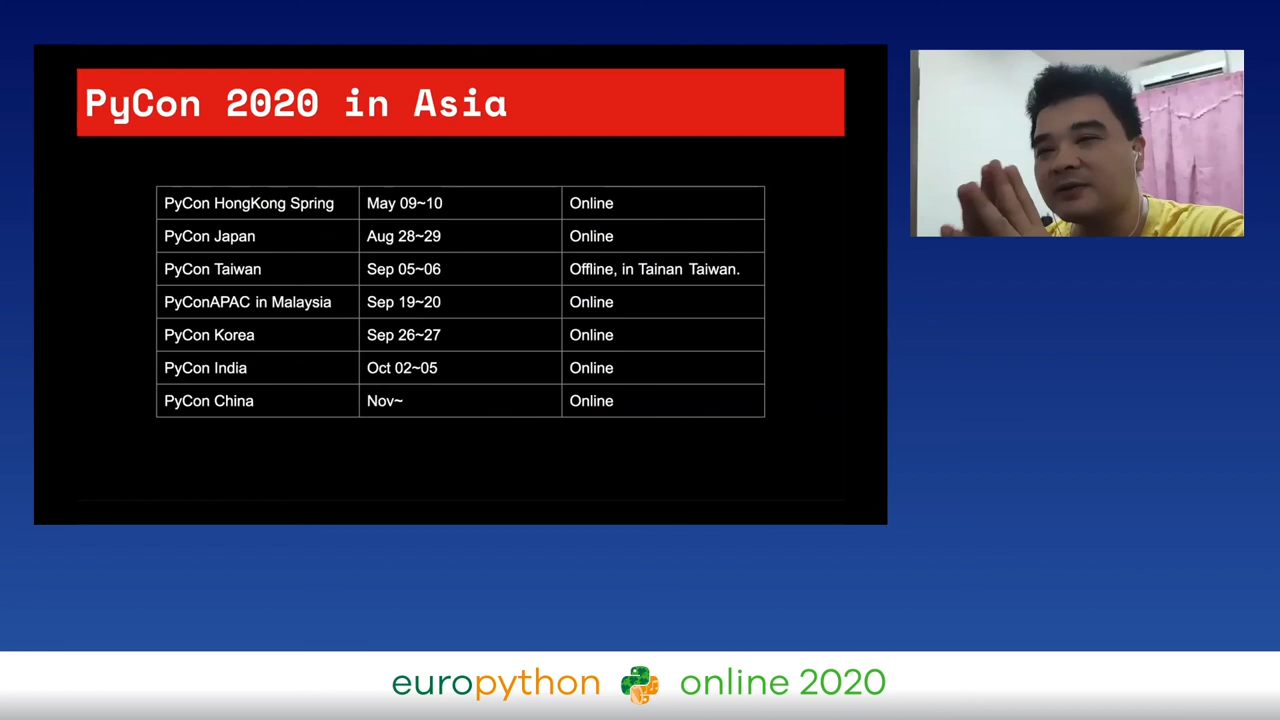 PyCon 2020 in Asia
PyCon HongKong Spring May 09~10 Online
PyCon Japan Aug 28~29 Online
PyCon Taiwan Sep 05~06 Offline, in Tainan Taiwan.
PyConAPAC in Malaysia Sep 19~20 Online
PyCon Korea Sep 26~27 Online
PyCon India Oct 02~05 Online
PyCon China Nov~ Online
europython online 2020